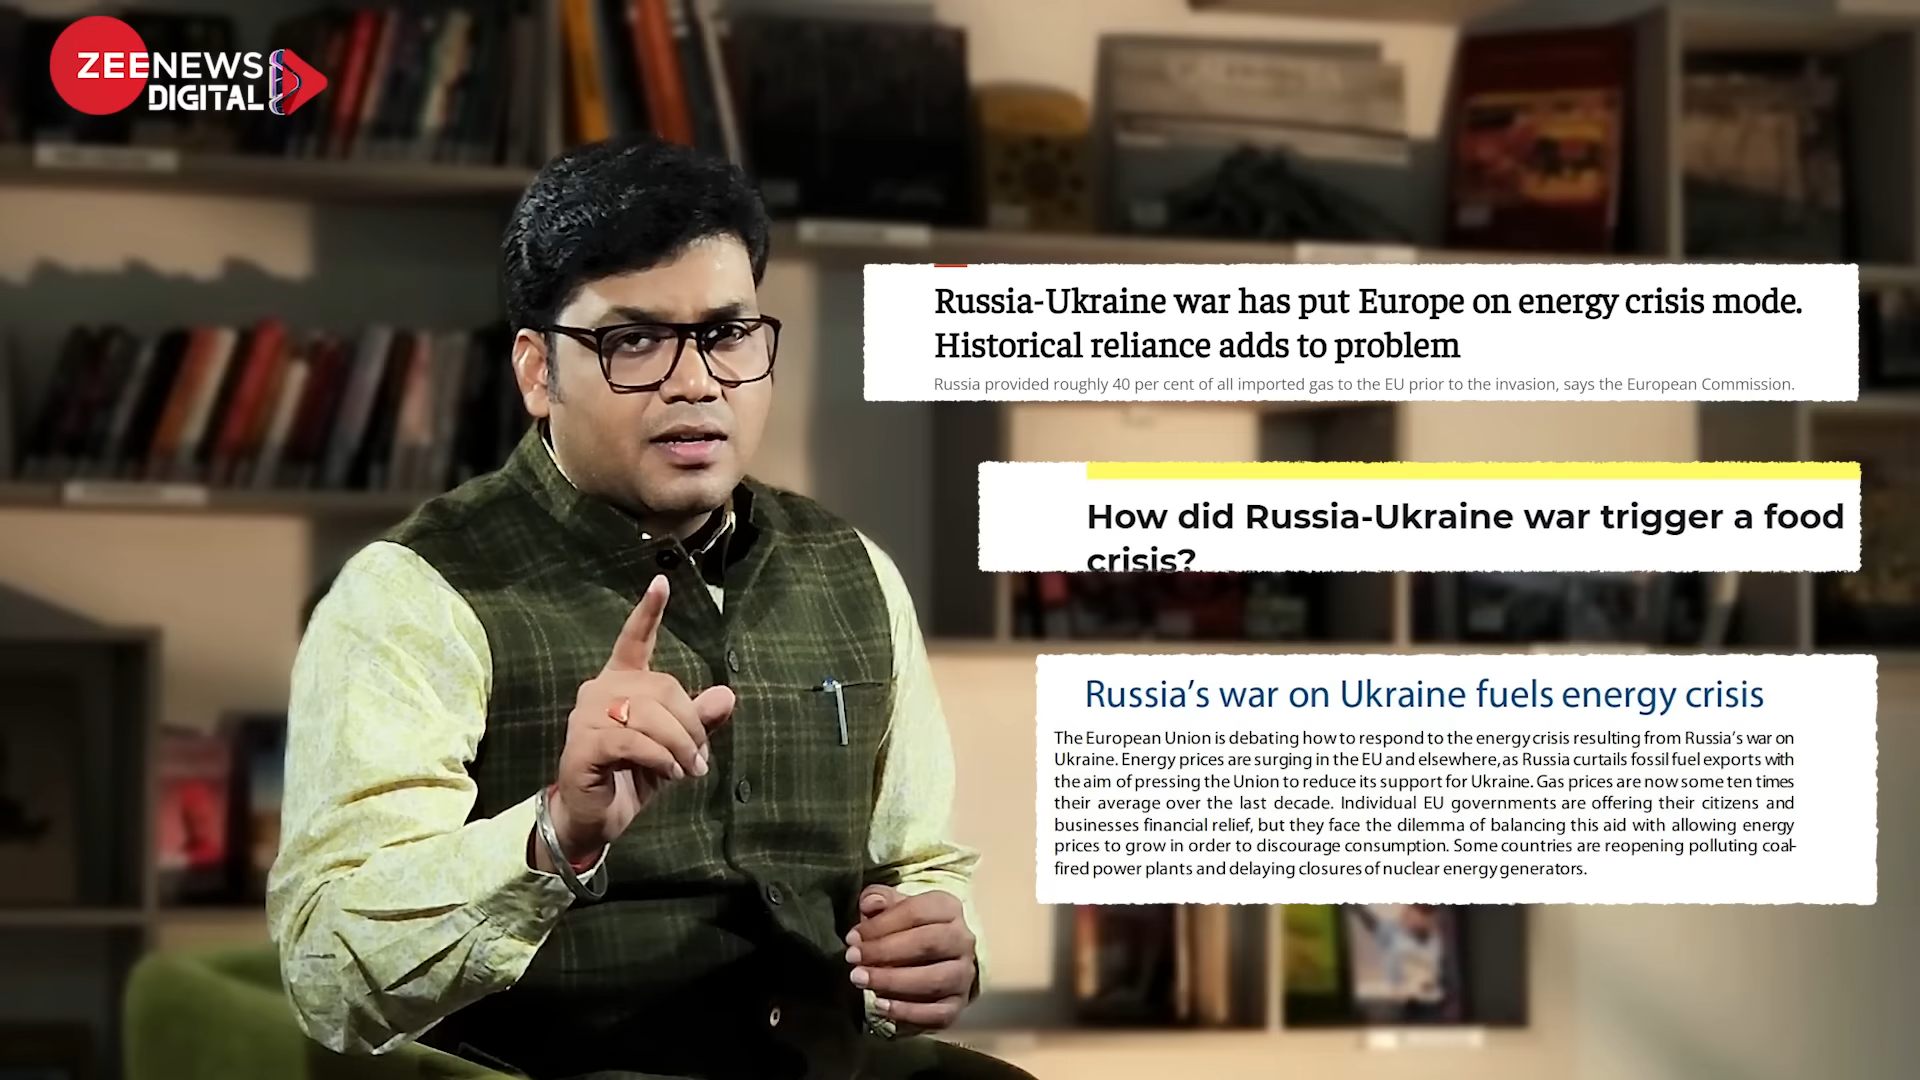 ZEENEWS
DIGITAL
Russia-Ukraine war has put Europe on energy crisis mode.
Historical reliance adds to problem
Russia provided roughly 40 per cent of all imported gas to the EU prior to the invasion, says the European Commission.
How did Russia-Ukraine war trigger a food
crisis?
Russia's war on Ukraine fuels energy crisis
The European Union is debating how to respond to the energy crisis resulting from Russia's war on
Ukraine. Energy prices are surging in the EU and elsewhere, as Russia curtails fossil fuel exports with
the aim of pressing the Union to reduce its support for Ukraine. Gas prices are now some ten times
their average over the last decade. Individual EU governments are offering their citizens and
businesses financial relief, but they face the dilemma of balancing this aid with allowing energy
prices to grow in order to discourage consumption. Some countries are reopening polluting coal-
fired power plants and delaying closures of nuclear energy generators.